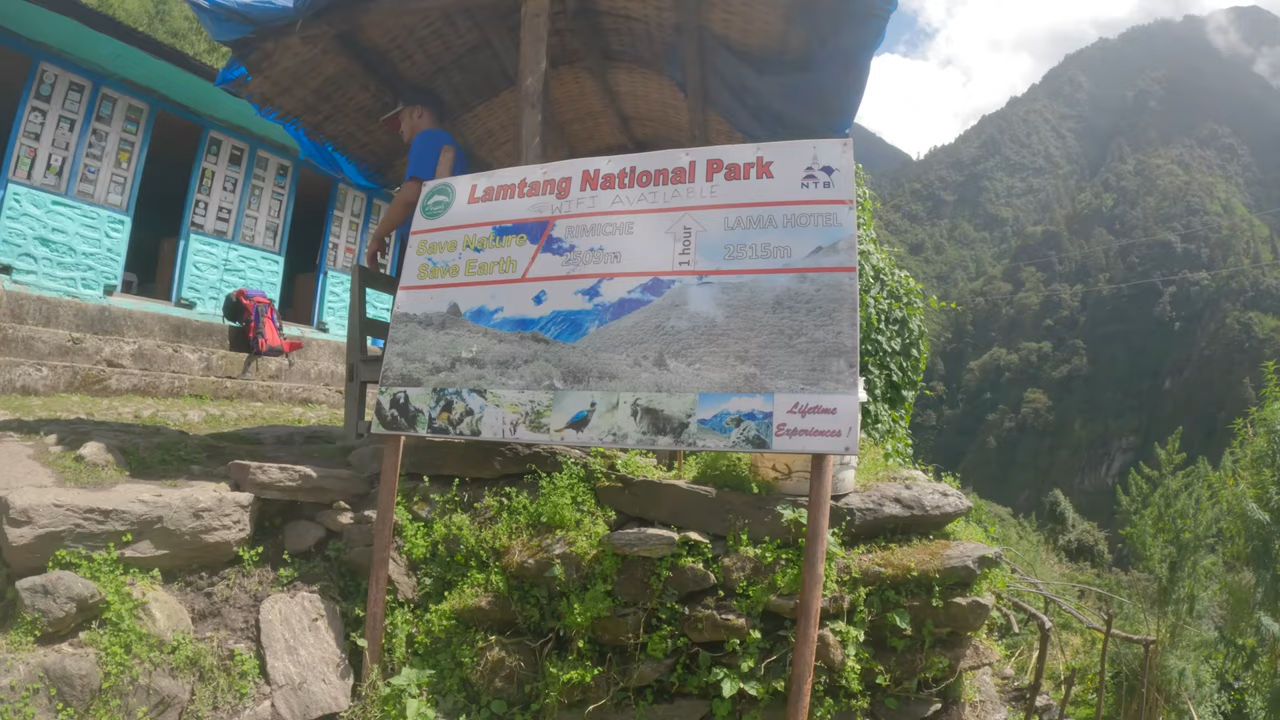 Lamtang National Park
WIFI AVAILABLE
NTB
Save Nature
Save Earth
RIMICHE
2509m
1 hour
LAMA HOTEL
2515m
Lifetime
Experiences !